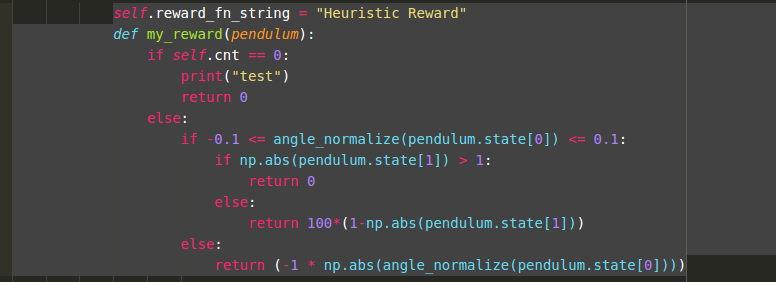 self.reward_fn_string = "Heuristic Reward"
def my_reward(pendulum):
if self.cnt == 0:
print("test")
return 0
else:
if -0.1 <= angle_normalize(pendulum.state[0]) <= 0.1:
if np.abs(pendulum.state[1]) > 1:
return 0
else:
return 100*(1-np.abs(pendulum.state[1]))
else:
return (-1 * np.abs(angle_normalize(pendulum.state[0])))